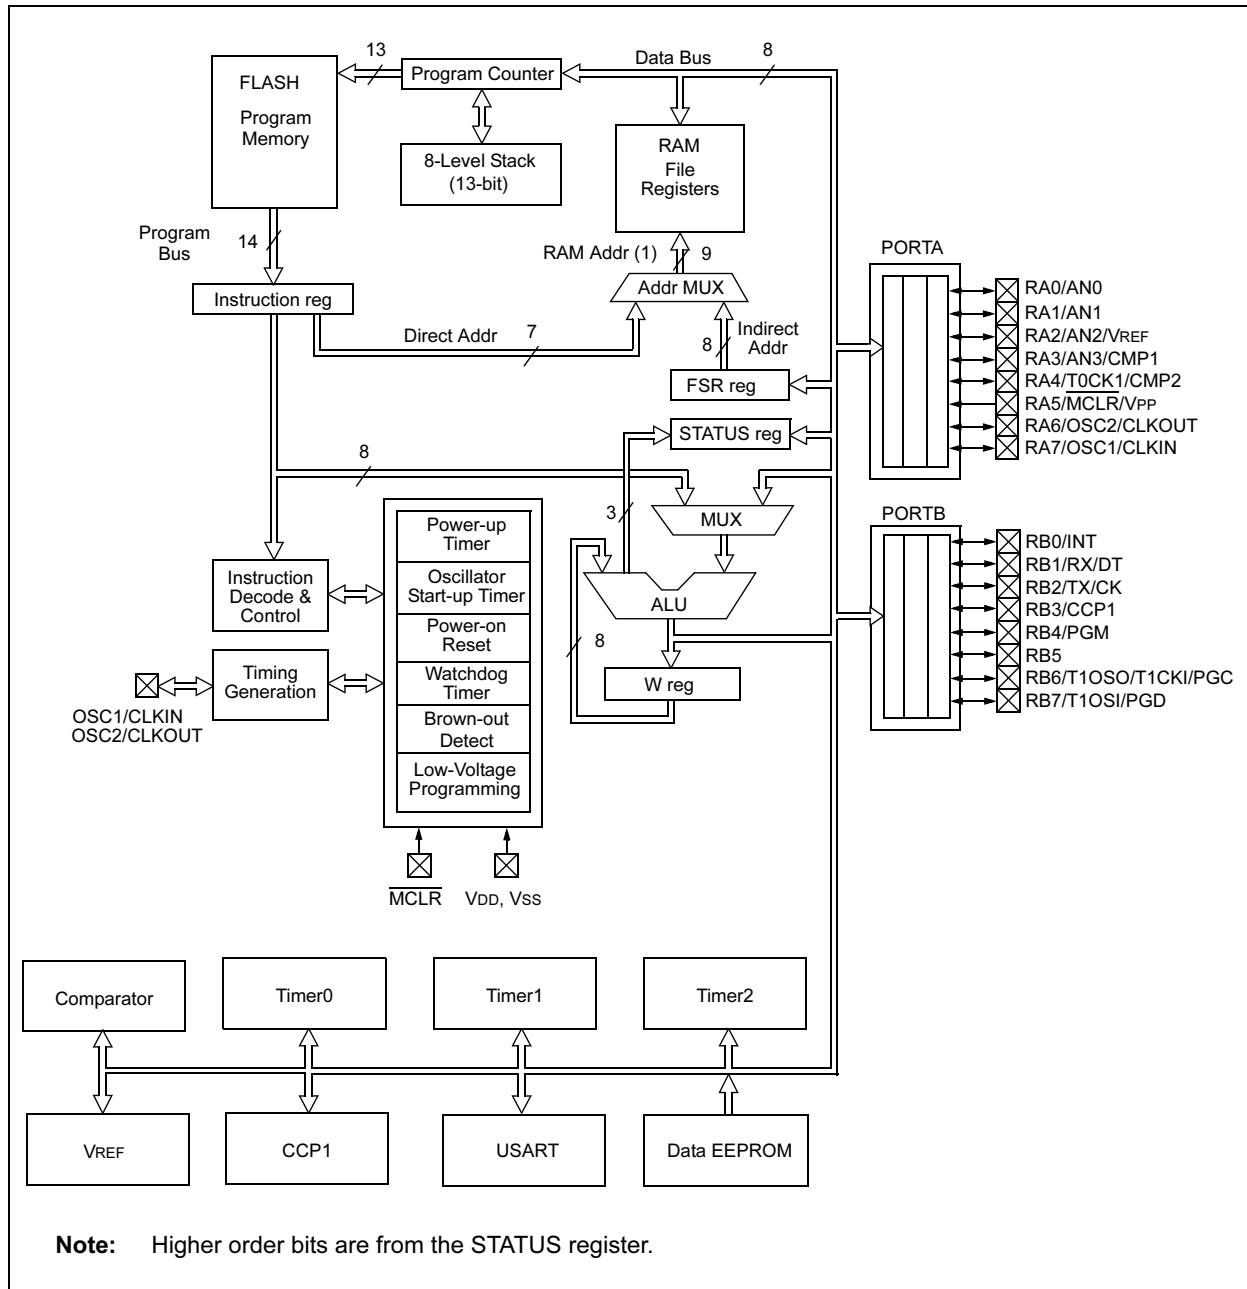 13
Data Bus
8
FLASH
Program
Memory
Program Counter
8-Level Stack
(13-bit)
RAM
File
Registers
Program
Bus
14
RAM Addr (1)
9
Addr MUX
Instruction reg
Direct Addr
7
8
Indirect
Addr
FSR reg
STATUS reg
8
3
MUX
PORTA
RA0/AN0
RA1/AN1
RA2/AN2/VREF
RA3/AN3/CMP1
RA4/T0CK1/CMP2
RA5/MCLR/VPP
RA6/OSC2/CLKOUT
RA7/OSC1/CLKIN
PORTB
RB0/INT
RB1/RX/DT
RB2/TX/CK
RB3/CCP1
RB4/PGM
RB5
RB6/T1OSO/T1CKI/PGC
RB7/T1OSI/PGD
Power-up
Timer
Oscillator
Start-up Timer
Power-on
Reset
Watchdog
Timer
Brown-out
Detect
Low-Voltage
Programming
Instruction
Decode &
Control
Timing
Generation
OSC1/CLKIN
OSC2/CLKOUT
ALU
8
W reg
MCLR
VDD, VSS
Comparator
Timer0
Timer1
Timer2
VREF
CCP1
USART
Data EEPROM
Note: Higher order bits are from the STATUS register.